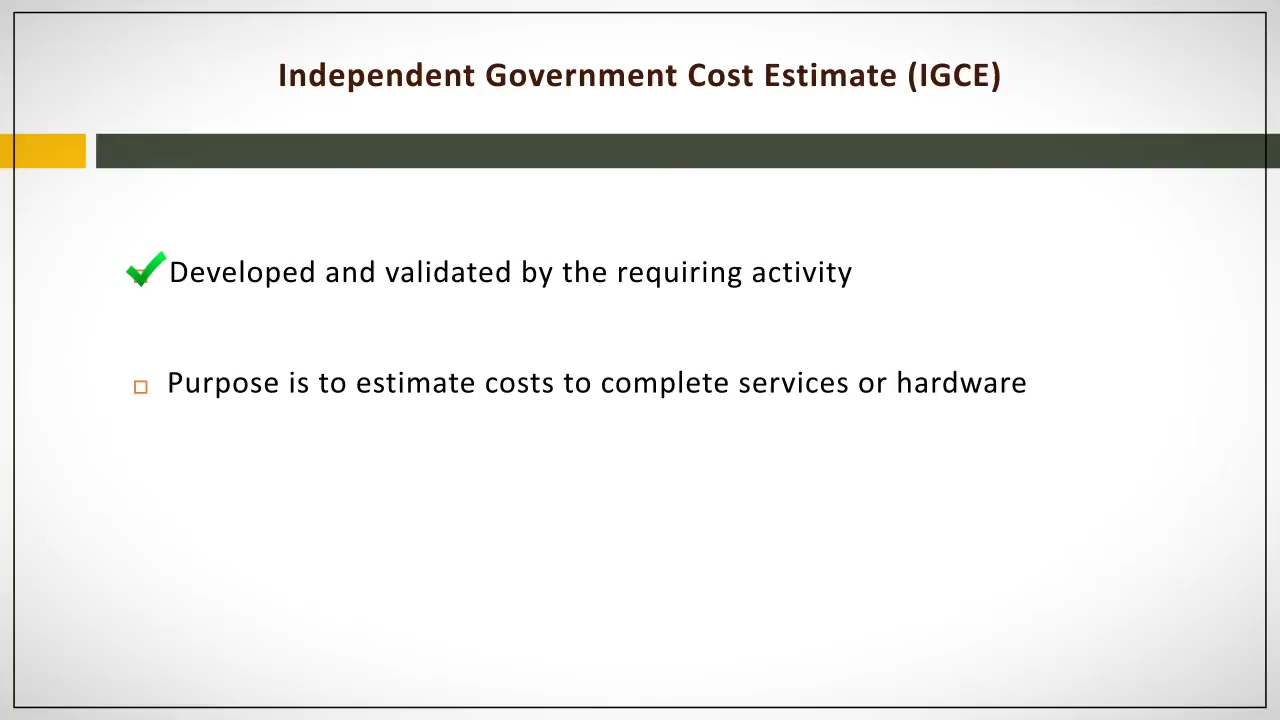 Independent Government Cost Estimate (IGCE)
Developed and validated by the requiring activity
Purpose is to estimate costs to complete services or hardware